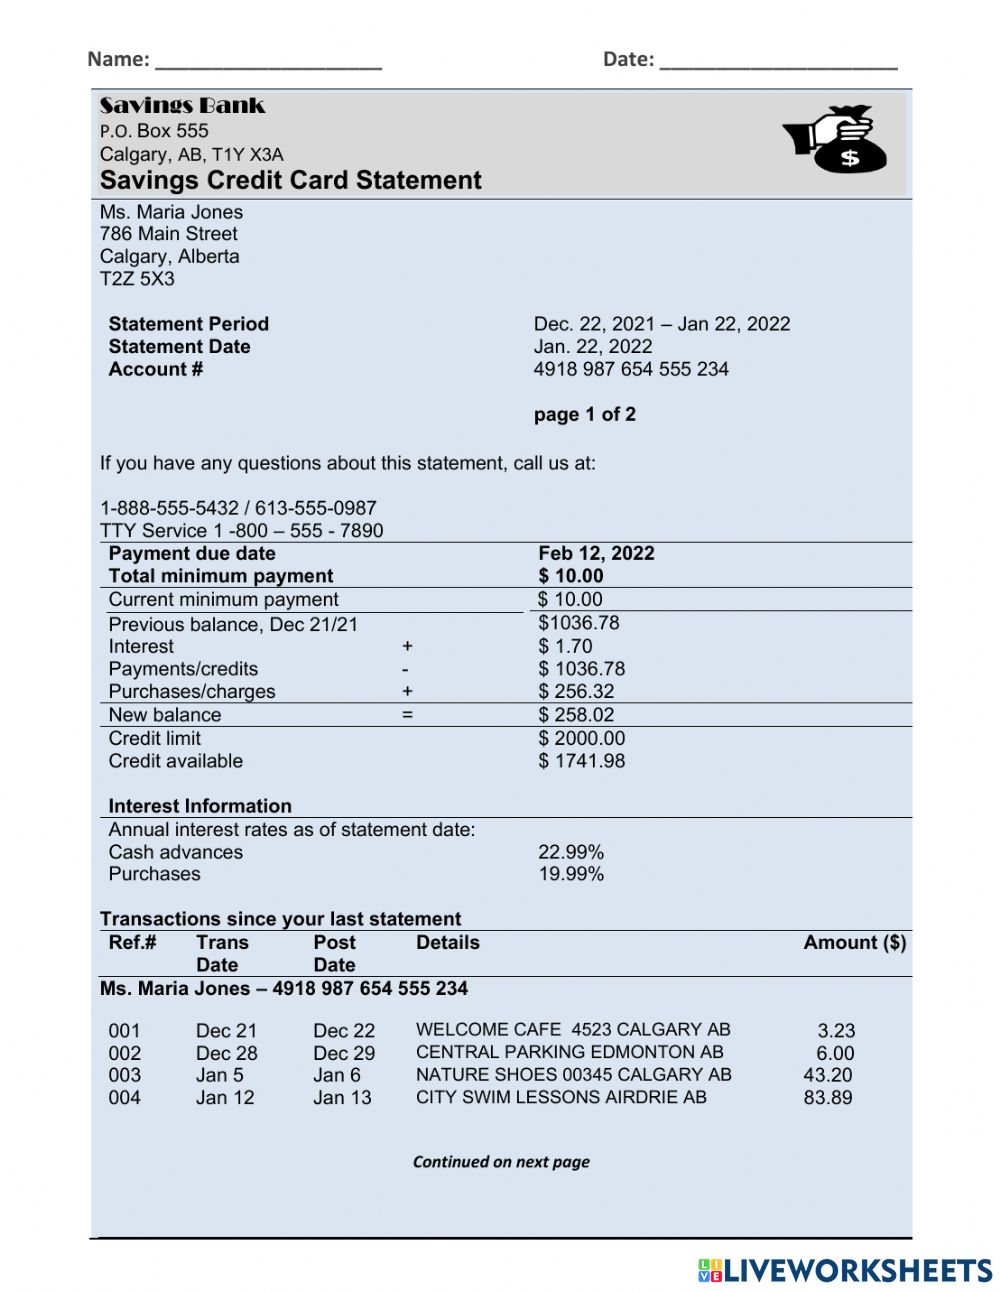 Name: ____________________ Date: _____________________
Savings Bank
P.O. Box 555
Calgary, AB, T1Y X3A
$
Savings Credit Card Statement
Ms. Maria Jones
786 Main Street
Calgary, Alberta
T2Z 5X3
Statement Period Dec. 22, 2021 – Jan 22, 2022
Statement Date Jan. 22, 2022
Account # 4918 987 654 555 234
page 1 of 2
If you have any questions about this statement, call us at:
1-888-555-5432 / 613-555-0987
TTY Service 1 -800 – 555 - 7890
Payment due date Feb 12, 2022
Total minimum payment $ 10.00
Current minimum payment $ 10.00
Previous balance, Dec 21/21 $1036.78
Interest + $ 1.70
Payments/credits - $ 1036.78
Purchases/charges + $ 256.32
New balance = $ 258.02
Credit limit $ 2000.00
Credit available $ 1741.98
Interest Information
Annual interest rates as of statement date:
Cash advances 22.99%
Purchases 19.99%
Transactions since your last statement
Ref.# Trans Post Details Amount ($)
Date Date
Ms. Maria Jones – 4918 987 654 555 234
001 Dec 21 Dec 22 WELCOME CAFE 4523 CALGARY AB 3.23
002 Dec 28 Dec 29 CENTRAL PARKING EDMONTON AB 6.00
003 Jan 5 Jan 6 NATURE SHOES 00345 CALGARY AB 43.20
004 Jan 12 Jan 13 CITY SWIM LESSONS AIRDRIE AB 83.89
Continued on next page
LIVE LIVEWORKSHEETS